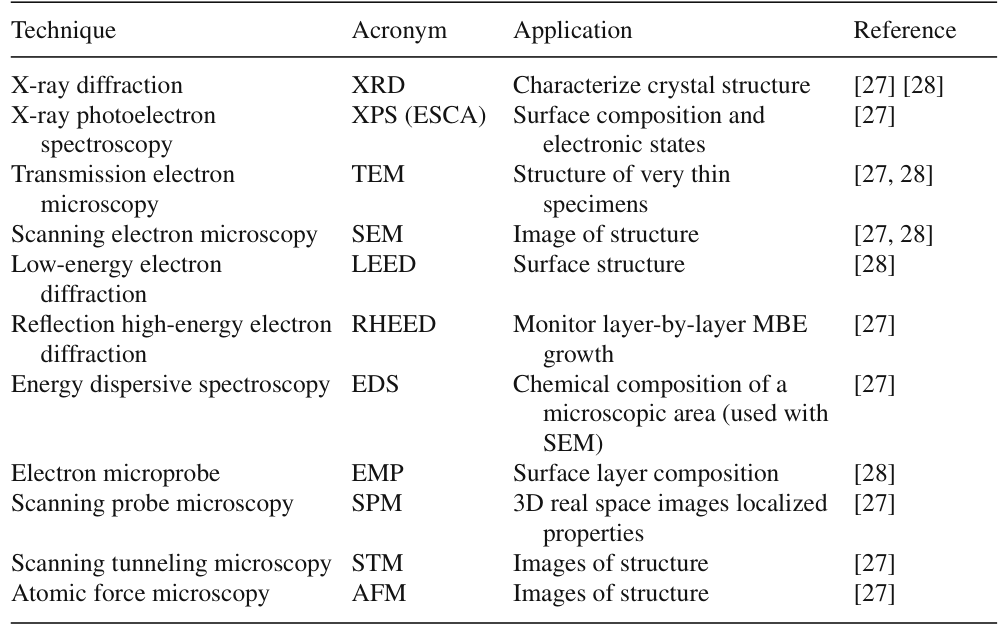 Technique Acronym Application Reference
X-ray diffraction XRD Characterize crystal structure [27] [28]
X-ray photoelectron XPS (ESCA) Surface composition and [27]
spectroscopy electronic states
Transmission electron TEM Structure of very thin [27, 28]
microscopy specimens
Scanning electron microscopy SEM Image of structure [27, 28]
Low-energy electron LEED Surface structure [28]
diffraction
Reflection high-energy electron RHEED Monitor layer-by-layer MBE [27]
diffraction growth
Energy dispersive spectroscopy EDS Chemical composition of a [27]
microscopic area (used with
SEM)
Electron microprobe EMP Surface layer composition [28]
Scanning probe microscopy SPM 3D real space images localized [27]
properties
Scanning tunneling microscopy STM Images of structure [27]
Atomic force microscopy AFM Images of structure [27]